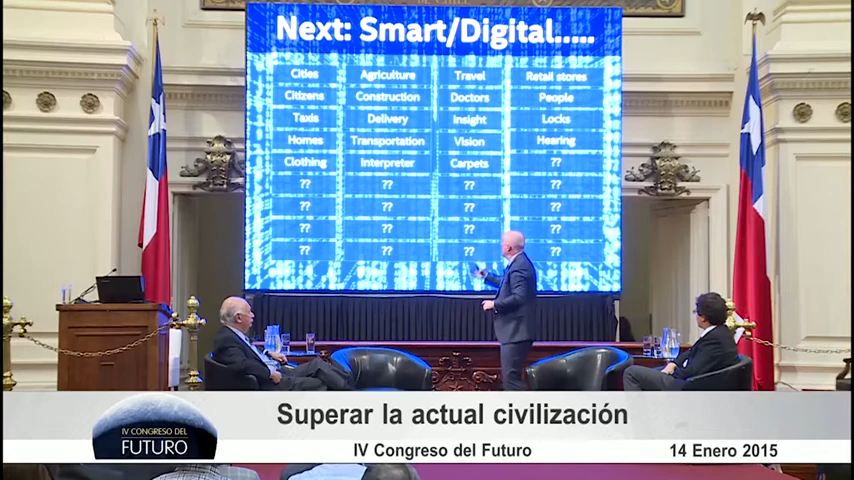 Next: Smart/Digital.....
Cities Agriculture Travel Retail stores
Citizens Construction Doctors People
Taxis Delivery Insight Locks
Homes Transportation Vision Hearing
Clothing Interpreter Carpets ??
?? ?? ?? ??
?? ?? ?? ??
?? ?? ?? ??
?? ?? ?? ??
Superar la actual civilización
IV CONGRESO DEL
FUTURO
IV Congreso del Futuro 14 Enero 2015